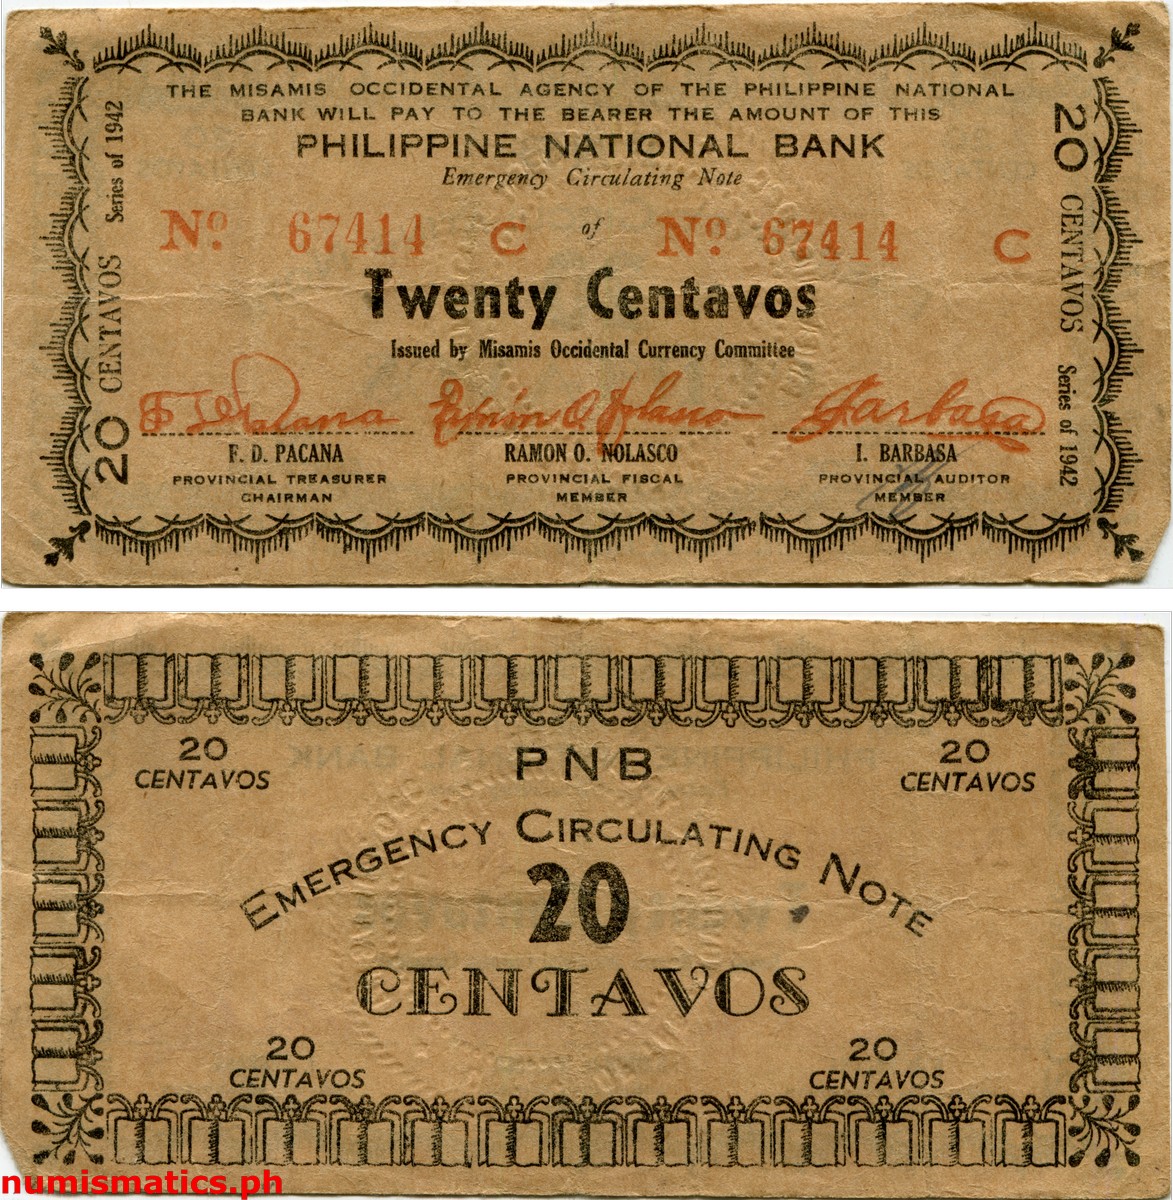 THE MISAMIS OCCIDENTAL AGENCY OF THE PHILIPPINE NATIONAL
BANK WILL PAY TO THE BEARER THE AMOUNT OF THIS
PHILIPPINE NATIONAL BANK
Emergency Circulating Note
20 CENTAVOS Series of 1942
20 CENTAVOS Series of 1942
Nº 67414 C of Nº 67414 C
Twenty Centavos
Issued by Misamis Occidental Currency Committee
F. D. PACANA RAMON O. NOLASCO I. BARBASA
PROVINCIAL TREASURER PROVINCIAL FISCAL PROVINCIAL AUDITOR
CHAIRMAN MEMBER MEMBER
20 PNB 20
CENTAVOS CENTAVOS
EMERGENCY CIRCULATING NOTE
20
CENTAVOS
20 20
CENTAVOS CENTAVOS
numismatics.ph